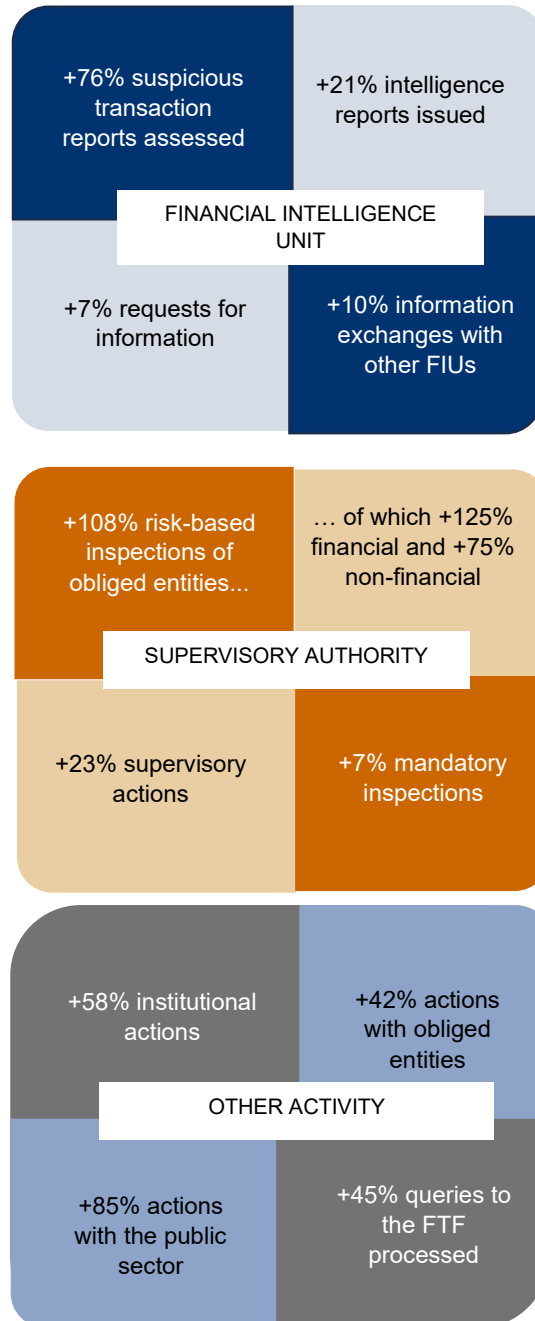 +76% suspicious
transaction
reports assessed
+21% intelligence
reports issued
FINANCIAL INTELLIGENCE
UNIT
+7% requests for
information
+10% information
exchanges with
other FIUs
+108% risk-based
inspections of
obliged entities...
… of which +125%
financial and +75%
non-financial
SUPERVISORY AUTHORITY
+23% supervisory
actions
+7% mandatory
inspections
+58% institutional
actions
+42% actions
with obliged
entities
OTHER ACTIVITY
+85% actions
with the public
sector
+45% queries to
the FTF
processed